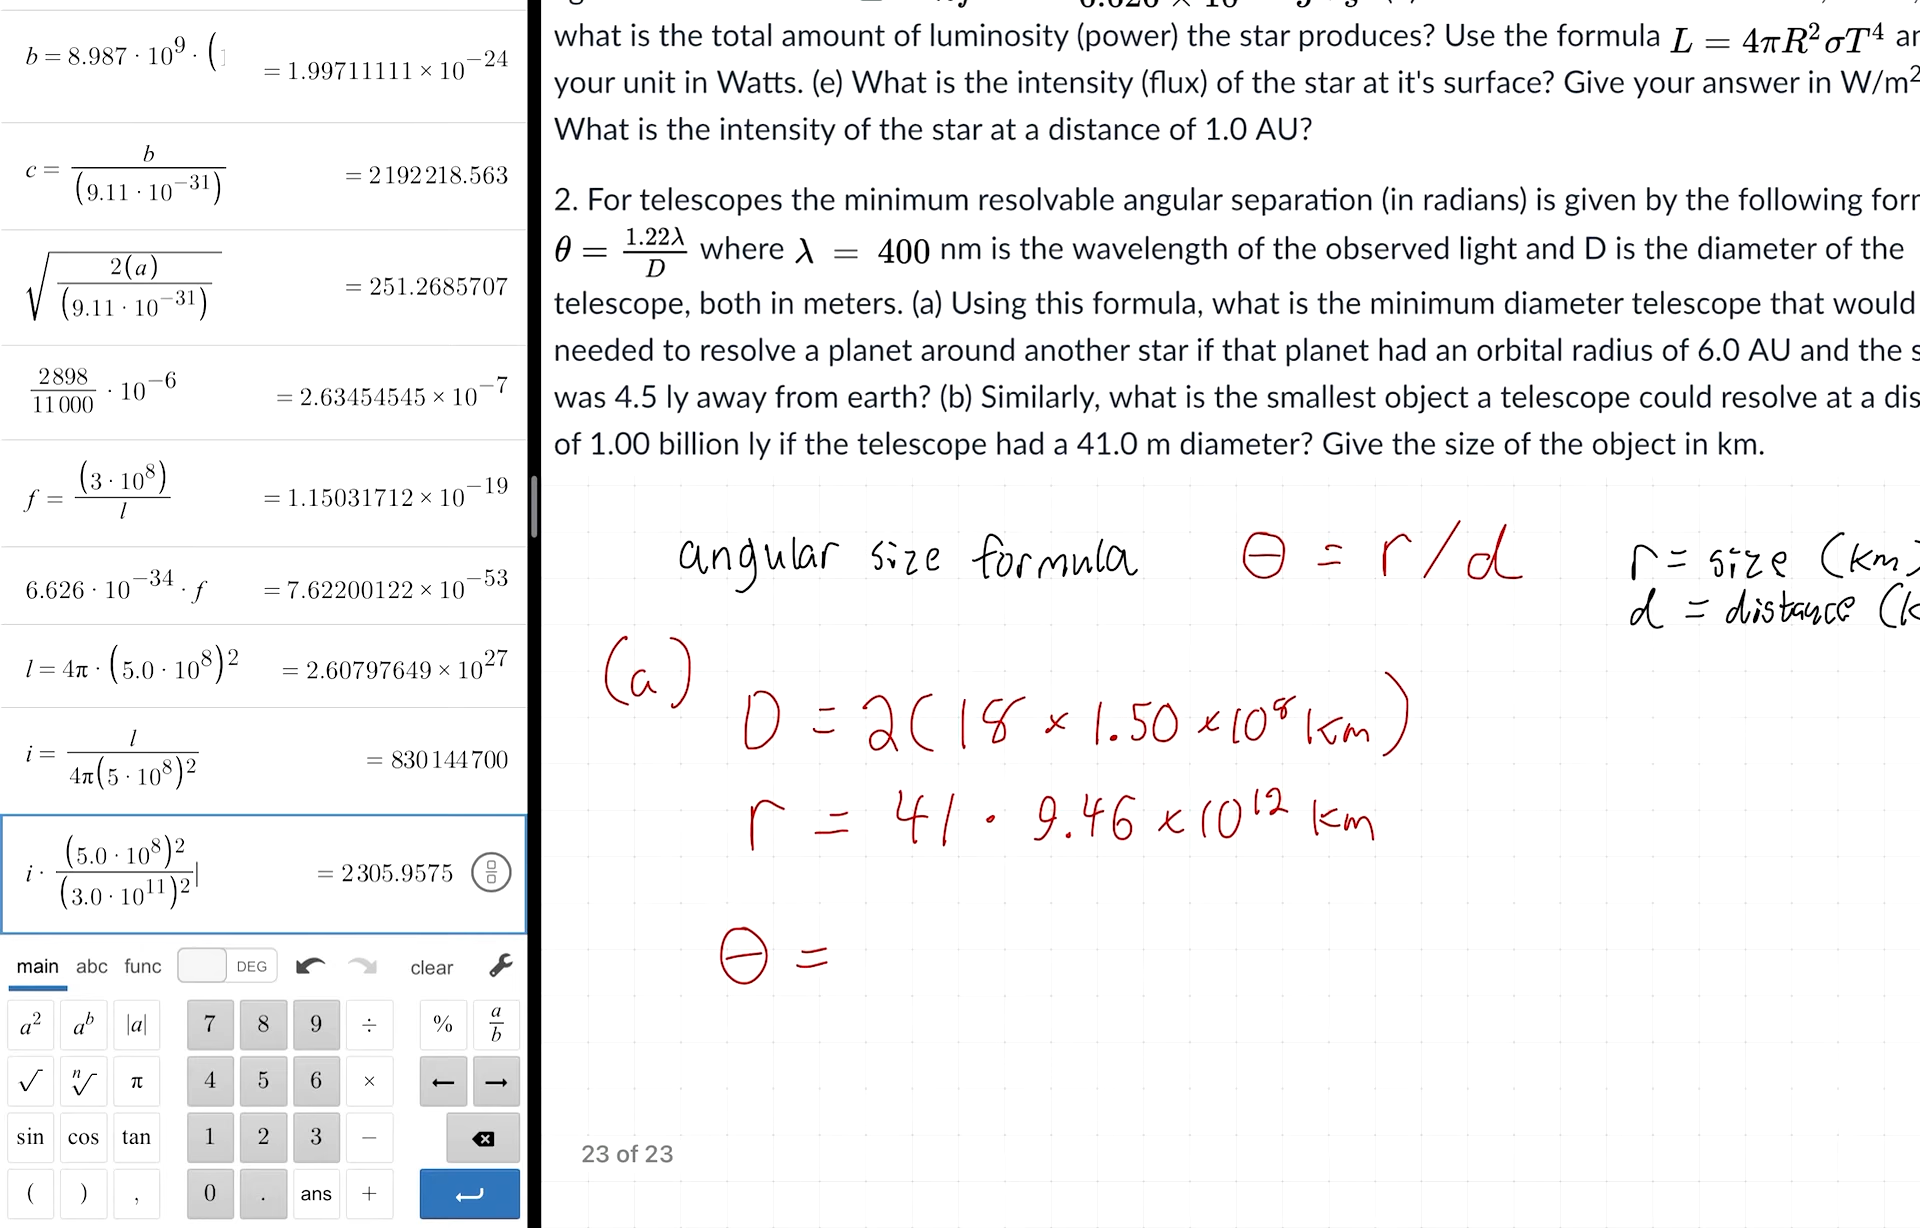 b = 8.987 · 10^9 · (
= 1.99711111 × 10^−24
c = b / (9.11 · 10^−31)
= 2192218.563
√(2(a) / (9.11 · 10^−31))
= 251.2685707
2898 / 11000 · 10^−6
= 2.63454545 × 10^−7
f = (3 · 10^8) / l
= 1.15031712 × 10^−19
6.626 · 10^−34 · f
= 7.62200122 × 10^−53
l = 4π · (5.0 · 10^8)2
= 2.60797649 × 10^27
i = l / 4π(5 · 10^8)2
= 830144700
i · (5.0 · 10^8)2 / (3.0 · 10^11)2
= 2305.9575
main abc func DEG clear
a^2 a^b |a| 7 8 9 ÷ % a/b
√ n√ π 4 5 6 × ← →
sin cos tan 1 2 3 −
( ) , 0 . ans +
what is the total amount of luminosity (power) the star produces? Use the formula L = 4πR^2σT^4
your unit in Watts. (e) What is the intensity (flux) of the star at it's surface? Give your answer in W/m^2
What is the intensity of the star at a distance of 1.0 AU?
2. For telescopes the minimum resolvable angular separation (in radians) is given by the following
θ = 1.22λ / D where λ = 400 nm is the wavelength of the observed light and D is the diameter of the
telescope, both in meters. (a) Using this formula, what is the minimum diameter telescope that would
needed to resolve a planet around another star if that planet had an orbital radius of 6.0 AU and the
was 4.5 ly away from earth? (b) Similarly, what is the smallest object a telescope could resolve at a
of 1.00 billion ly if the telescope had a 41.0 m diameter? Give the size of the object in km.
angular size formula θ = r/d r = size (km)
d = distance (k
(a)
D = 2(18 × 1.50 × 10^8 km)
r = 41 · 9.46 × 10^12 km
θ =
23 of 23